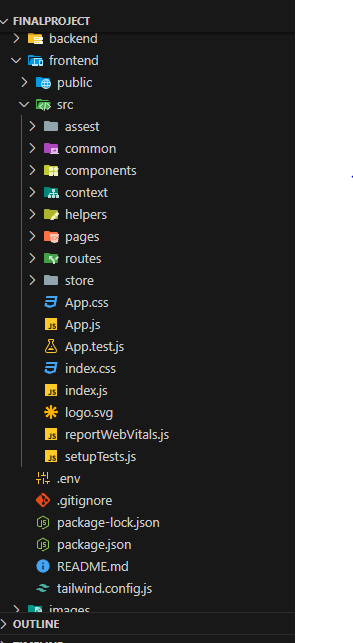 FINALPROJECT
backend
frontend
public
src
assest
common
components
context
helpers
pages
routes
store
App.css
App.js
App.test.js
index.css
index.js
logo.svg
reportWebVitals.js
setupTests.js
.env
.gitignore
package-lock.json
package.json
README.md
tailwind.config.js
images
OUTLINE